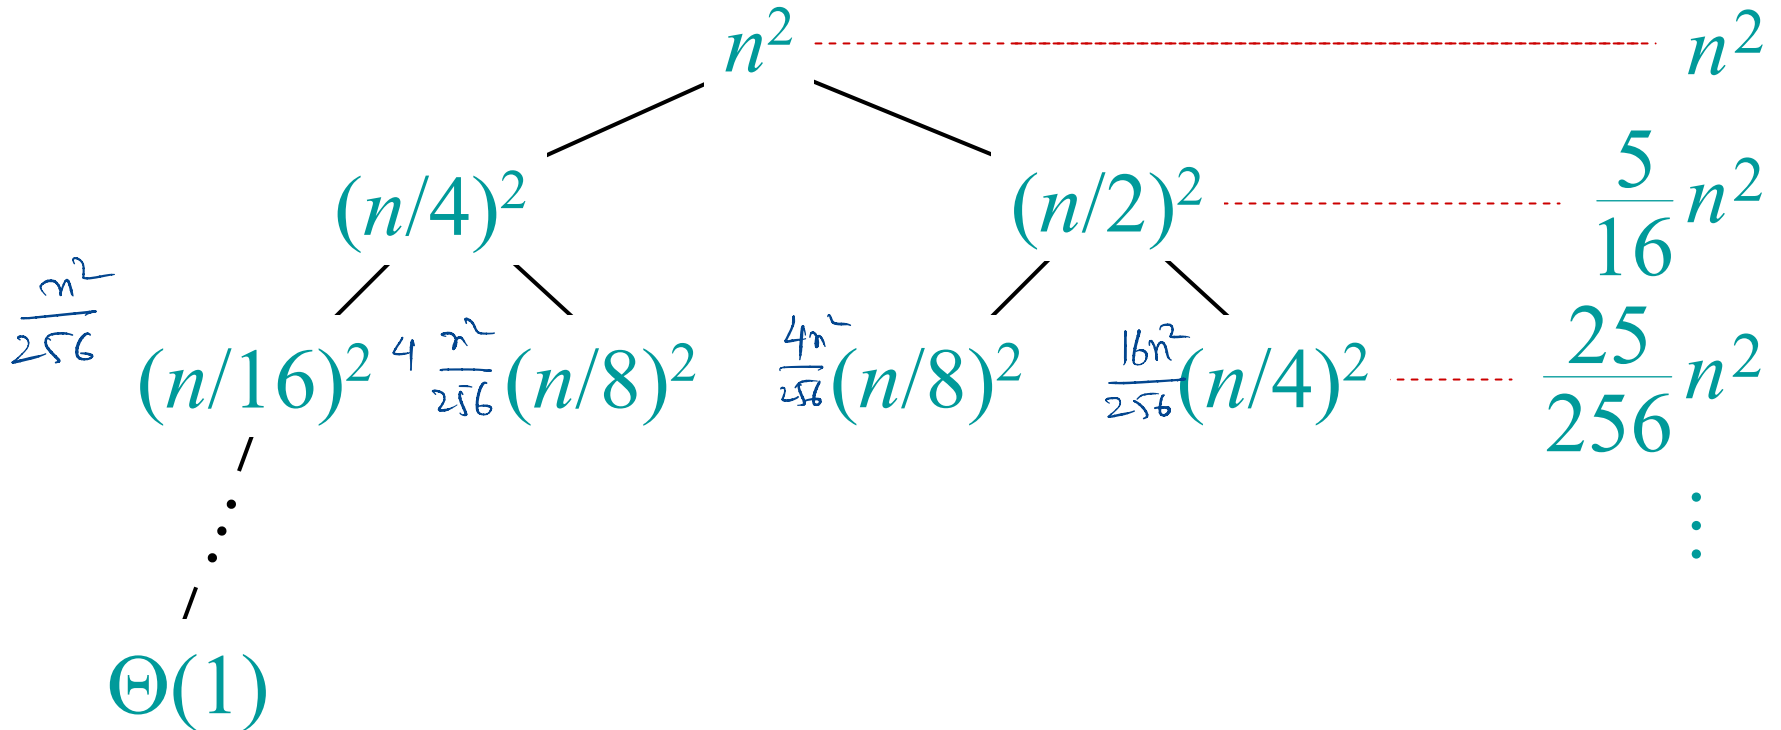 n² n²
(n/4)² (n/2)² 5/16 n²
n²/256 (n/16)² 4 n²/256 (n/8)² 4n²/256 (n/8)² 16n²/256 (n/4)² 25/256 n²
⋮
Θ(1)